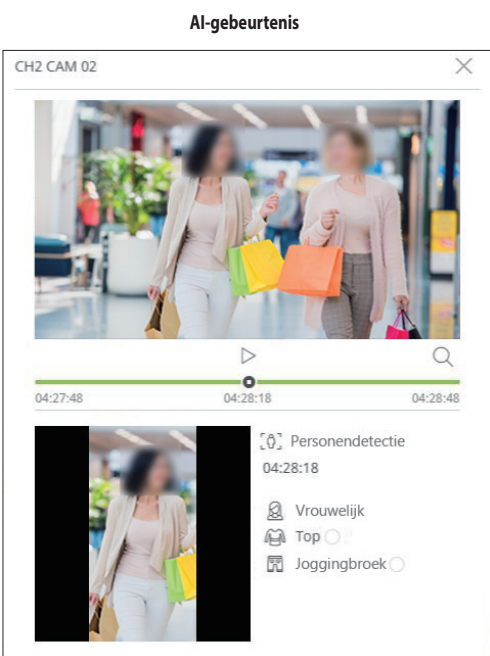 AI-gebeurtenis
CH2 CAM 02
04:27:48 04:28:18 04:28:48
Personendetectie
04:28:18
Vrouwelijk
Top
Joggingbroek